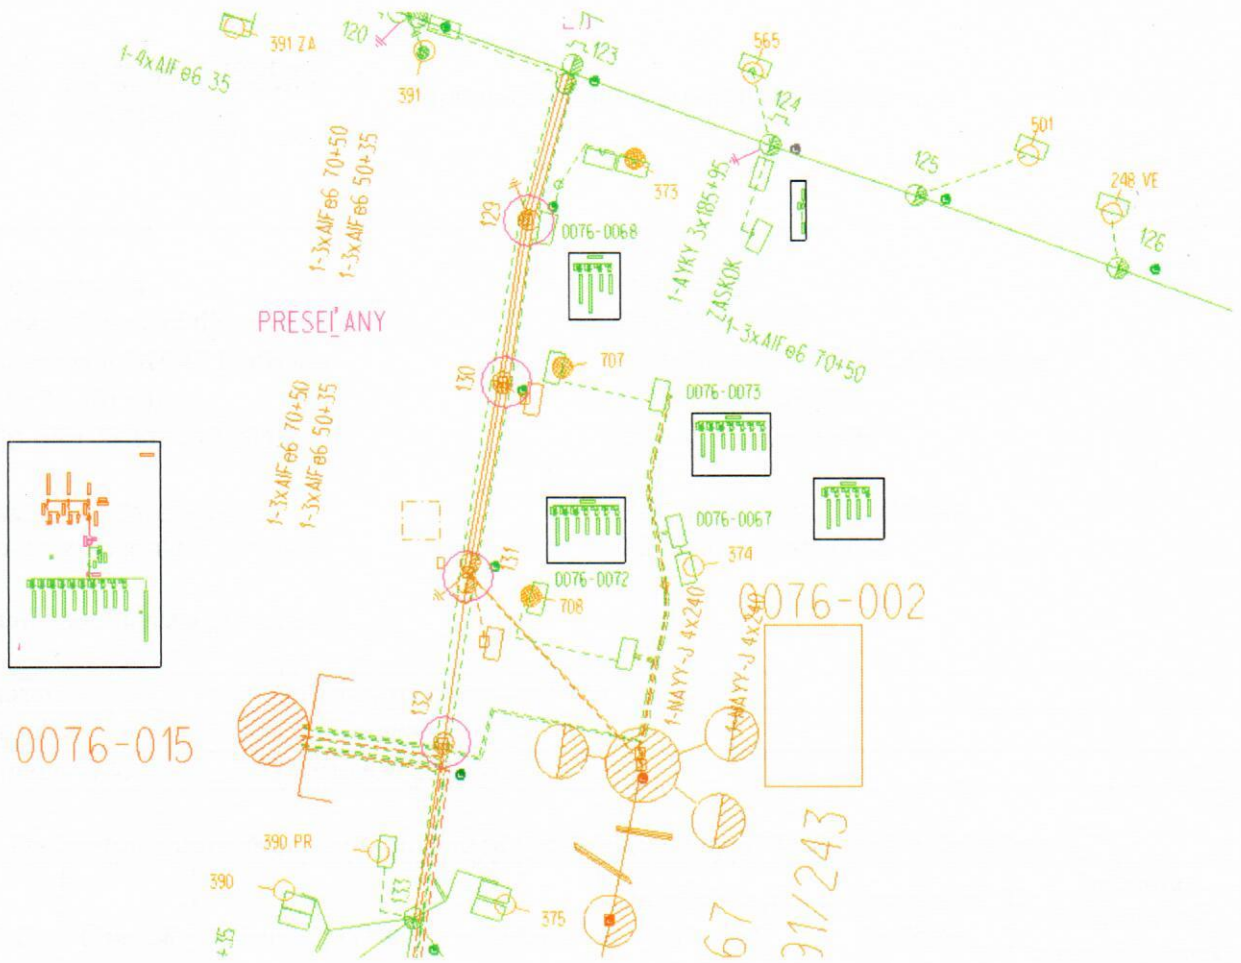 120
391 ZA
391
1-4xAlFe6 35
123
565
124
501
125
248 VE
126
1-3xAlFe6 70+50
1-3xAlFe6 50+35
373
129
0076-0068
1-AYKY 3x185+95
ZASKOK
1-3xAlFe6 70+50
PRESEĽANY
130
707
0076-0073
1-3xAlFe6 70+50
1-3xAlFe6 50+35
0076-0067
131
374
0076-0072
708
0076-002
1-NAYY-J 4x240
1-NAYY-J 4x240
132
0076-015
390 PR
390
133
375
+35
67
91/243